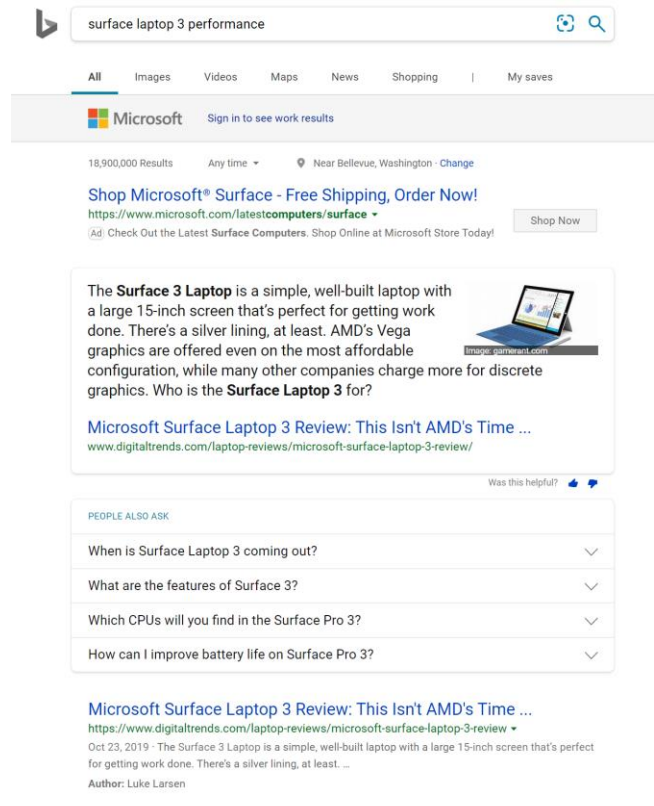 surface laptop 3 performance
All Images Videos Maps News Shopping | My saves
Microsoft Sign in to see work results
18,900,000 Results Any time Near Bellevue, Washington · Change
Shop Microsoft® Surface - Free Shipping, Order Now!
https://www.microsoft.com/latestcomputers/surface
Shop Now
Ad Check Out the Latest Surface Computers. Shop Online at Microsoft Store Today!
The Surface 3 Laptop is a simple, well-built laptop with
a large 15-inch screen that's perfect for getting work
done. There's a silver lining, at least. AMD's Vega
graphics are offered even on the most affordable
Image: gamerant.com
configuration, while many other companies charge more for discrete
graphics. Who is the Surface Laptop 3 for?
Microsoft Surface Laptop 3 Review: This Isn't AMD's Time ...
www.digitaltrends.com/laptop-reviews/microsoft-surface-laptop-3-review/
Was this helpful?
PEOPLE ALSO ASK
When is Surface Laptop 3 coming out?
What are the features of Surface 3?
Which CPUs will you find in the Surface Pro 3?
How can I improve battery life on Surface Pro 3?
Microsoft Surface Laptop 3 Review: This Isn't AMD's Time ...
https://www.digitaltrends.com/laptop-reviews/microsoft-surface-laptop-3-review
Oct 23, 2019 · The Surface 3 Laptop is a simple, well-built laptop with a large 15-inch screen that's perfect
for getting work done. There's a silver lining, at least. ...
Author: Luke Larsen